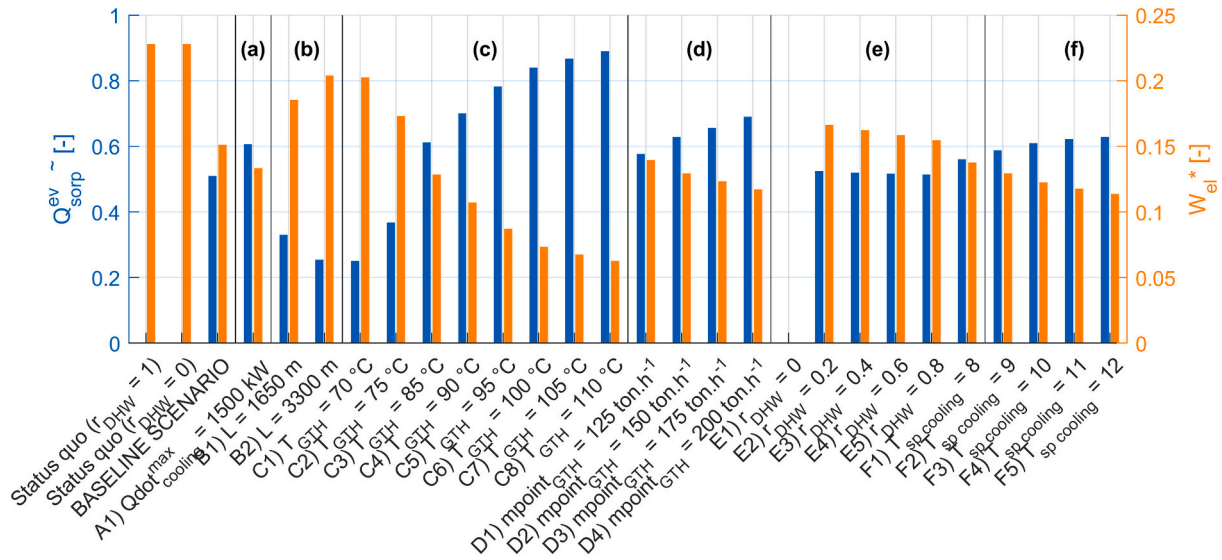 1
0.8
0.6
0.4
0.2
0
Q^ev_sorp ~ [-]
(a)
(b)
(c)
(d)
(e)
(f)
0.25
0.2
0.15
0.1
0.05
0
W_el* [-]
Status quo (r_DHW = 1)
Status quo (r_DHW = 0)
BASELINE SCENARIO
A1) Qdot^max_cooling = 1500 kW
B1) L = 1650 m
B2) L = 3300 m
C1) T_GTH = 70 °C
C2) T_GTH = 75 °C
C3) T_GTH = 85 °C
C4) T_GTH = 90 °C
C5) T_GTH = 95 °C
C6) T_GTH = 100 °C
C7) T_GTH = 105 °C
C8) T_GTH = 110 °C
D1) mpoint_GTH = 125 ton.h^-1
D2) mpoint_GTH = 150 ton.h^-1
D3) mpoint_GTH = 175 ton.h^-1
D4) mpoint_GTH = 200 ton.h^-1
E1) r_DHW = 0
E2) r_DHW = 0.2
E3) r_DHW = 0.4
E4) r_DHW = 0.6
E5) r_DHW = 0.8
F1) T_sp cooling = 8
F2) T_sp cooling = 9
F3) T_sp cooling = 10
F4) T_sp cooling = 11
F5) T_sp cooling = 12